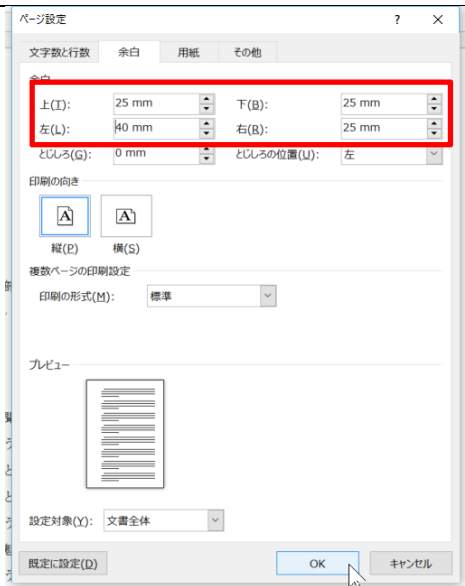 ページ設定 ? ×
文字数と行数 余白 用紙 その他
余白
上(T): 25 mm 下(B): 25 mm
左(L): 40 mm 右(R): 25 mm
とじしろ(G): 0 mm とじしろの位置(U): 左
印刷の向き
A A
縦(P) 横(S)
複数ページの印刷設定
印刷の形式(M): 標準
プレビュー
設定対象(Y): 文書全体
既定に設定(D) OK キャンセル